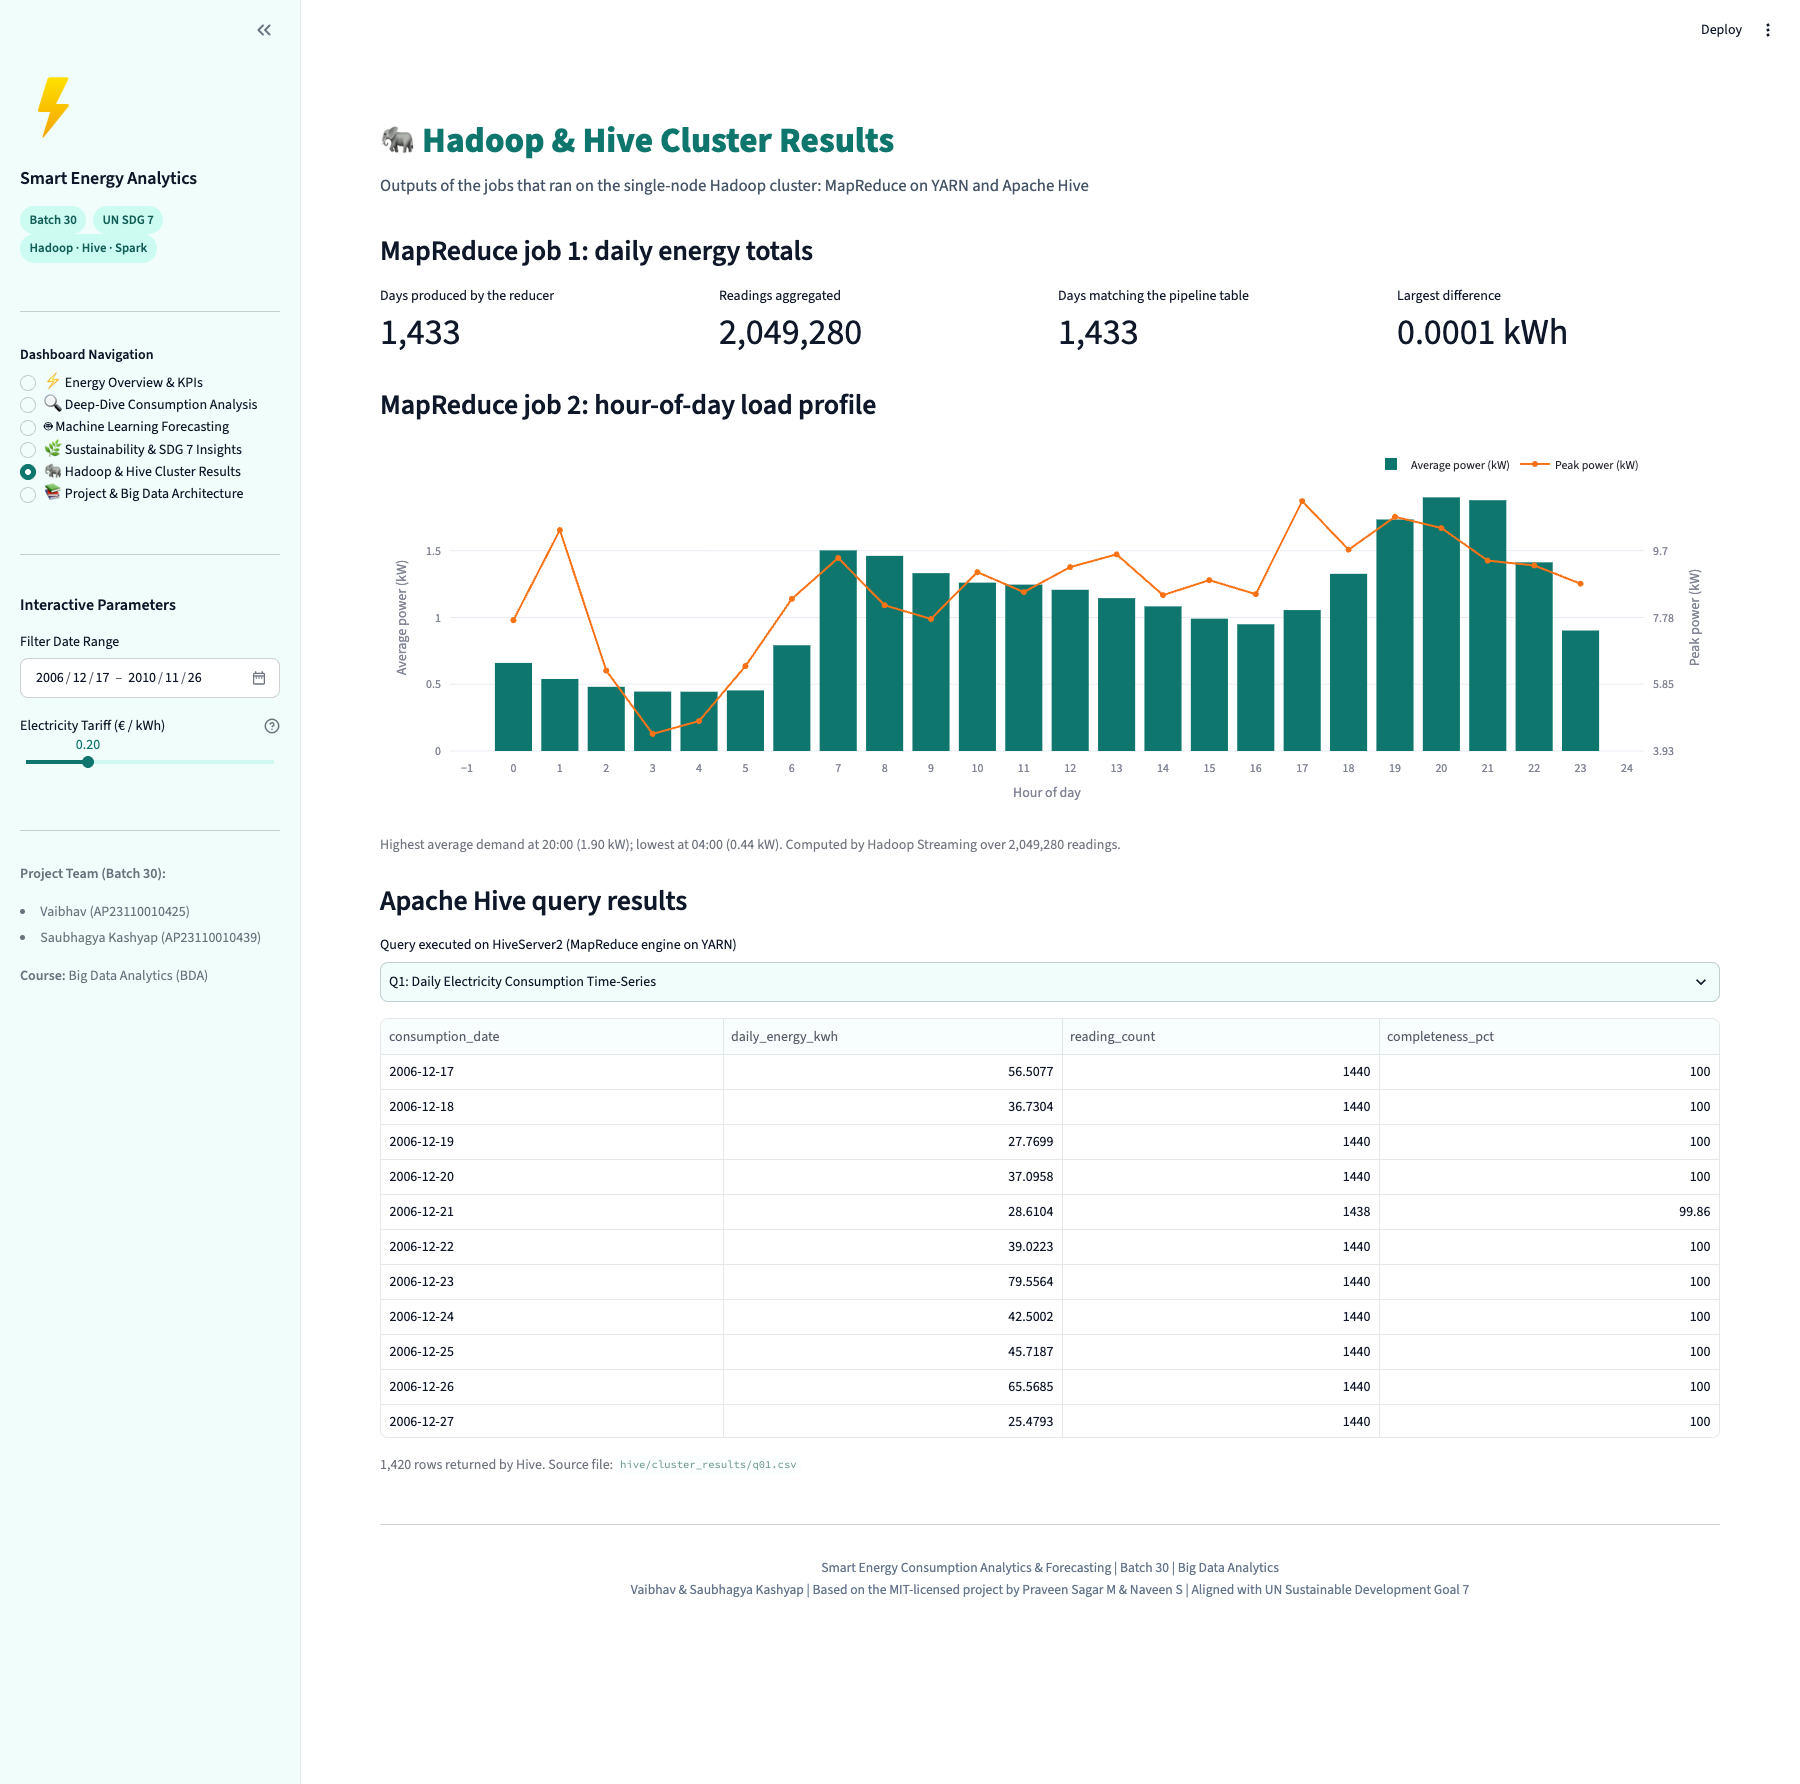 Deploy
Smart Energy Analytics
Batch 30
UN SDG 7
Hadoop · Hive · Spark
Dashboard Navigation
Energy Overview & KPIs
Deep-Dive Consumption Analysis
Machine Learning Forecasting
Sustainability & SDG 7 Insights
Hadoop & Hive Cluster Results
Project & Big Data Architecture
Interactive Parameters
Filter Date Range
2006 / 12 / 17 – 2010 / 11 / 26
Electricity Tariff (€ / kWh)
0.20
Project Team (Batch 30):
Vaibhav (AP23110010425)
Saubhagya Kashyap (AP23110010439)
Course: Big Data Analytics (BDA)
Hadoop & Hive Cluster Results
Outputs of the jobs that ran on the single-node Hadoop cluster: MapReduce on YARN and Apache Hive
MapReduce job 1: daily energy totals
Days produced by the reducer
1,433
Readings aggregated
2,049,280
Days matching the pipeline table
1,433
Largest difference
0.0001 kWh
MapReduce job 2: hour-of-day load profile
Average power (kW) Peak power (kW)
Average power (kW)
1.5
1
0.5
0
9.7
7.78
5.85
3.93
Peak power (kW)
−1 0 1 2 3 4 5 6 7 8 9 10 11 12 13 14 15 16 17 18 19 20 21 22 23 24
Hour of day
Highest average demand at 20:00 (1.90 kW); lowest at 04:00 (0.44 kW). Computed by Hadoop Streaming over 2,049,280 readings.
Apache Hive query results
Query executed on HiveServer2 (MapReduce engine on YARN)
Q1: Daily Electricity Consumption Time-Series
consumption_date daily_energy_kwh reading_count completeness_pct
2006-12-17 56.5077 1440 100
2006-12-18 36.7304 1440 100
2006-12-19 27.7699 1440 100
2006-12-20 37.0958 1440 100
2006-12-21 28.6104 1438 99.86
2006-12-22 39.0223 1440 100
2006-12-23 79.5564 1440 100
2006-12-24 42.5002 1440 100
2006-12-25 45.7187 1440 100
2006-12-26 65.5685 1440 100
2006-12-27 25.4793 1440 100
1,420 rows returned by Hive. Source file: hive/cluster_results/q01.csv
Smart Energy Consumption Analytics & Forecasting | Batch 30 | Big Data Analytics
Vaibhav & Saubhagya Kashyap | Based on the MIT-licensed project by Praveen Sagar M & Naveen S | Aligned with UN Sustainable Development Goal 7